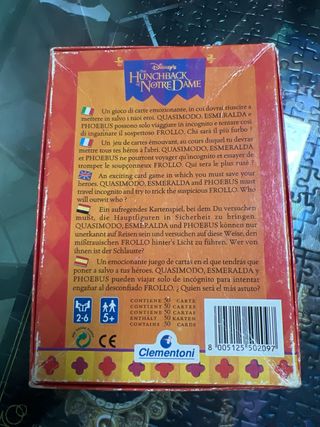 Disney's
THE
HUNCHBACK
OF
NOTRE DAME
Un gioco di carte emozionante, in cui dovrai riuscire a
mettere in salvo i tuoi eroi. QUASIMODO, ESMERALDA e
PHOEBUS possono solo viaggiare in incognito e tentare così
di ingannare il sospettoso FROLLO. Chi sarà il più furbo ?
Un jeu de cartes émouvant, au cours duquel tu devras
mettre tous tes héros à l'abri. QUASIMODO, ESMERALDA
et PHOEBUS ne pourront voyager qu'incognito et essayer de
tromper le soupçonneux FROLLO. Qui sera le plus rusé ?
An exciting card game in which you must save your
heroes. QUASIMODO, ESMERALDA and PHOEBUS must
travel incognito and try to trick the suspicious FROLLO. Who
will outwit who ?
Ein aufregendes Kartenspiel, bei dem Du versuchen
mußt, die Hauptfiguren in Sicherheit zu bringen.
QUASIMODO, ESMERALDA und PHOEBUS können nur
unerkannt auf Reisen sein und versuchen auf diese Weise, den
mißtrauischen FROLLO hinter's Licht zu führen. Wer von
ihnen ist der Schlauste?
Un emocionante juego de cartas en el que tendrás
que poner a salvo a tus héroes. QUASIMODO, ESMERALDA y
PHOEBUS pueden viajar solo de incógnito para intentar
engañar al desconfiado FROLLO. ¿ Quien será el más astuto?
2-6
5+
CONTIENE 50 CARTE
CONTIENT 50 CARTES
CONTIENE 50 CARTAS
ENTHÄLT 50 KARTEN
CONTAINS 50 CARDS
CE
Clementoni
8 005125 502097